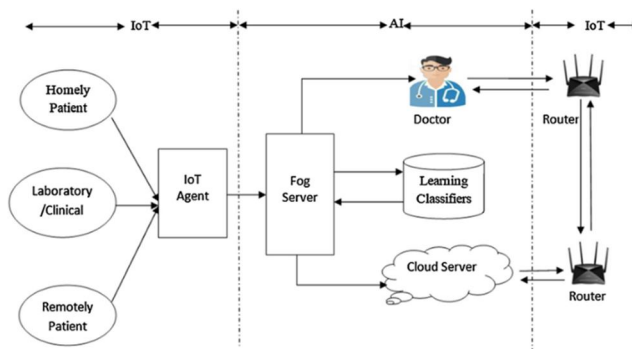 IoT
AI
IoT
Homely
Patient
Doctor
Router
Laboratory
/Clinical
IoT
Agent
Fog
Server
Learning
Classifiers
Cloud Server
Remotely
Patient
Router